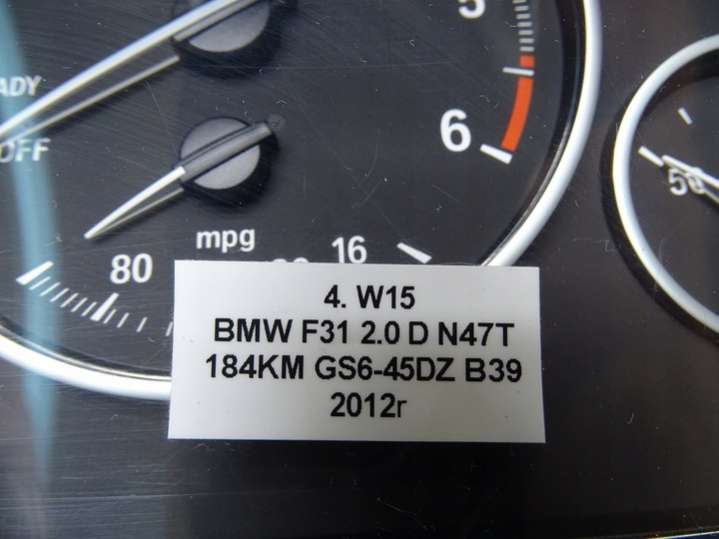 5
ADY
OFF
6
50
mpg
80
16
4. W15
BMW F31 2.0 D N47T
184KM GS6-45DZ B39
2012r